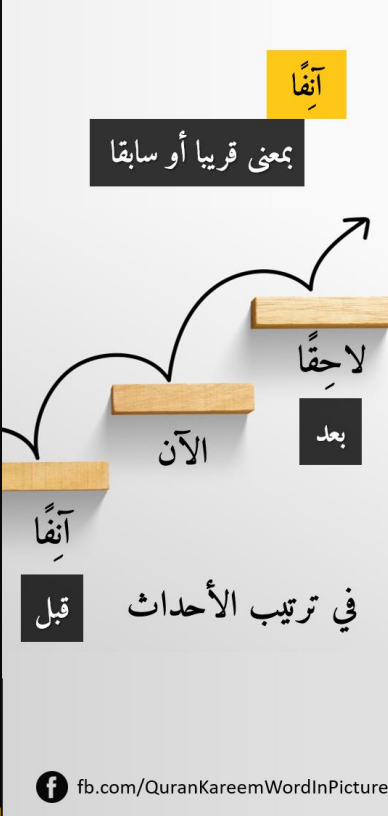 آنِفًا
بمعنى قريبا أو سابقا
لاحِقًا
بعد
الآن
آنِفًا
قبل
في ترتيب الأحداث
fb.com/QuranKareemWordInPicture